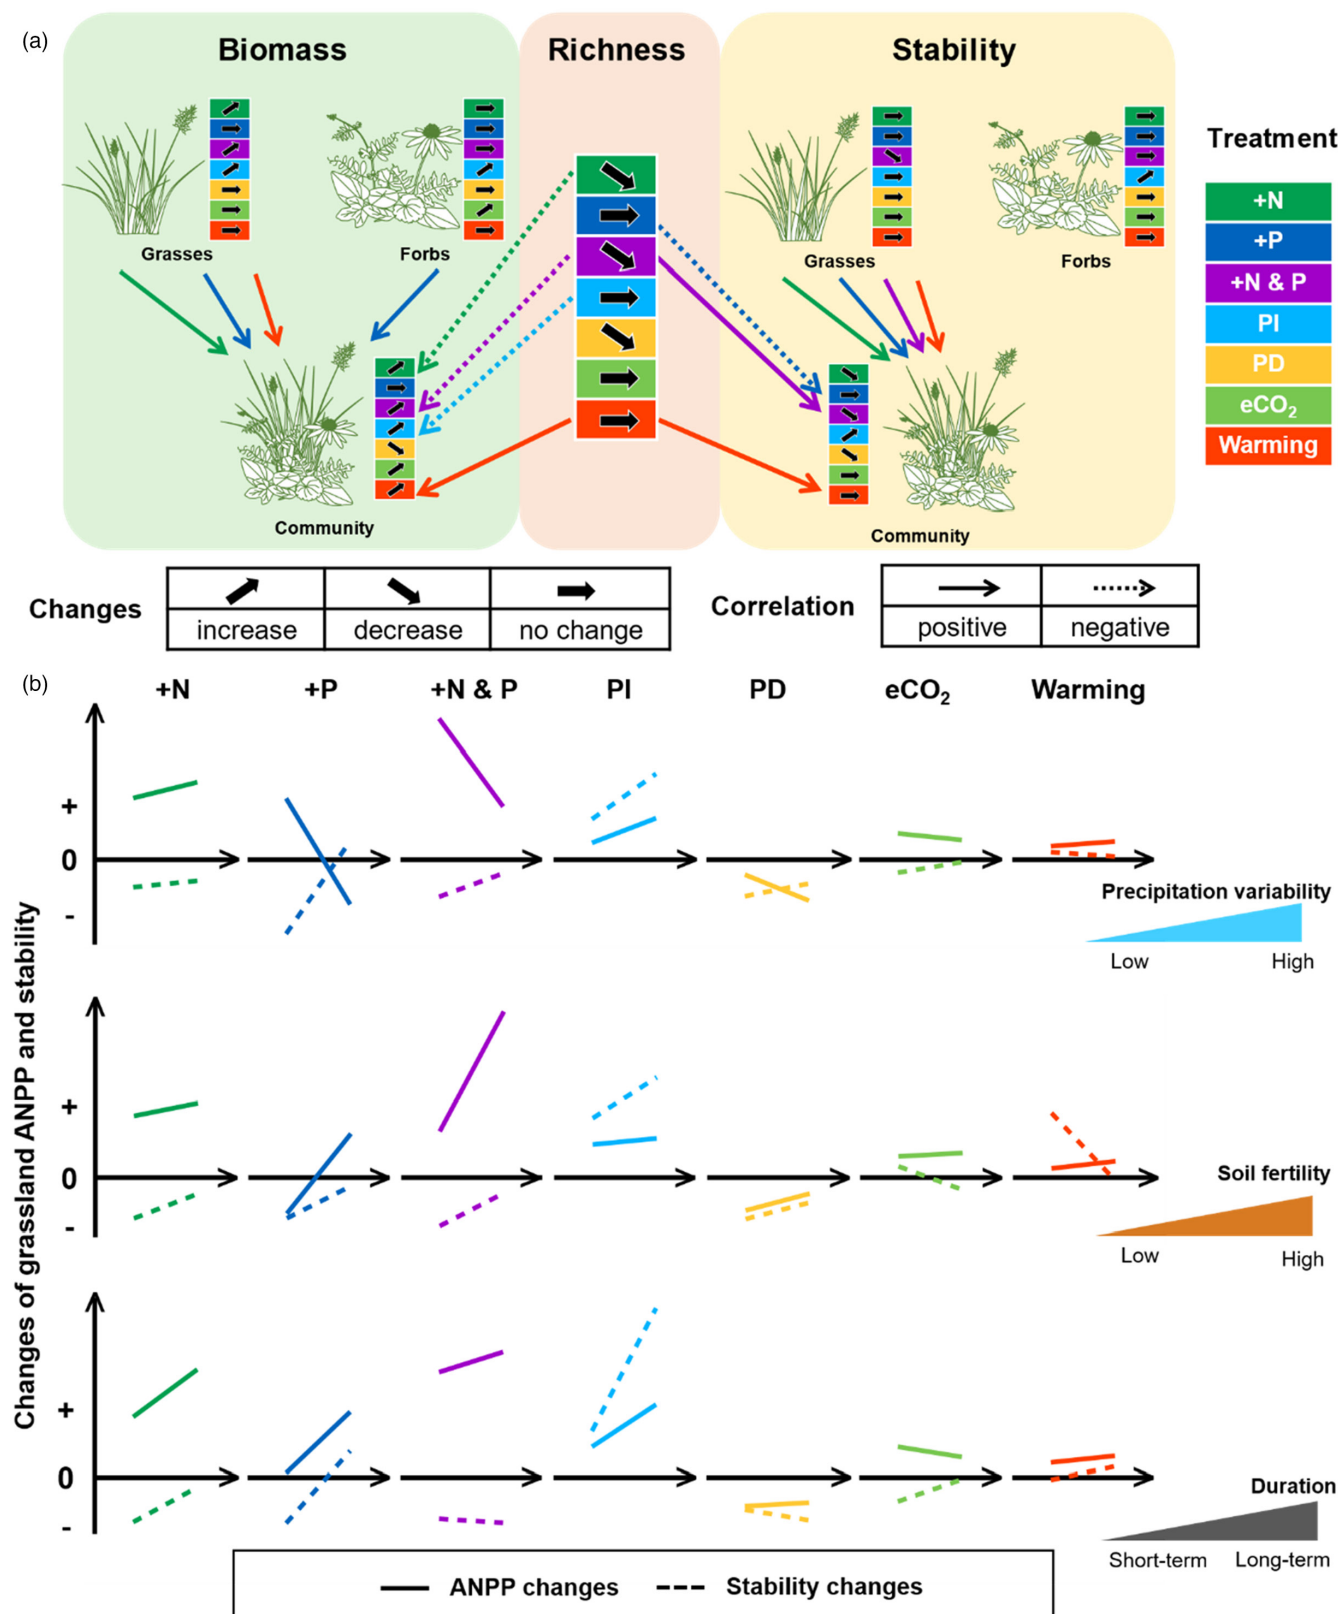 (a)
Biomass
Richness
Stability
Grasses
Forbs
Grasses
Forbs
Community
Community
Treatment
+N
+P
+N & P
PI
PD
eCO₂
Warming
Changes
increase
decrease
no change
Correlation
positive
negative
(b)
+N
+P
+N & P
PI
PD
eCO₂
Warming
Changes of grassland ANPP and stability
+
0
-
Precipitation variability
Low
High
+
0
-
Soil fertility
Low
High
+
0
-
Duration
Short-term
Long-term
ANPP changes
Stability changes